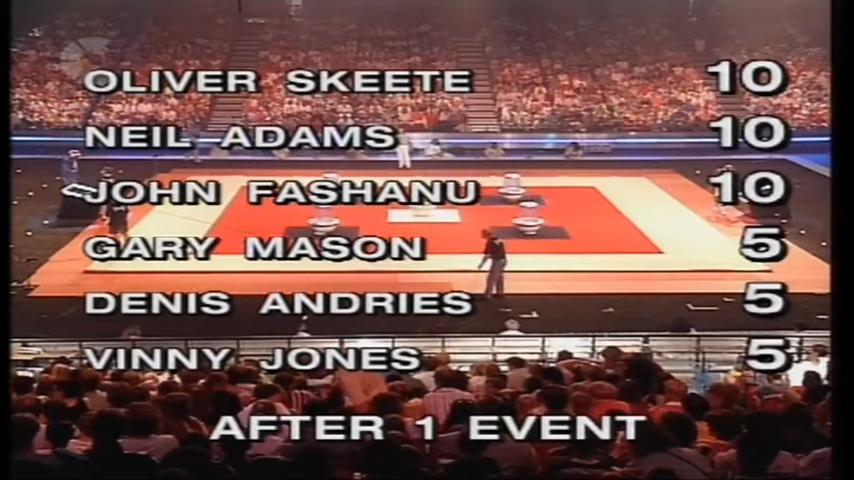 OLIVER SKEETE 10
NEIL ADAMS 10
JOHN FASHANU 10
GARY MASON 5
DENIS ANDRIES 5
VINNY JONES 5
AFTER 1 EVENT